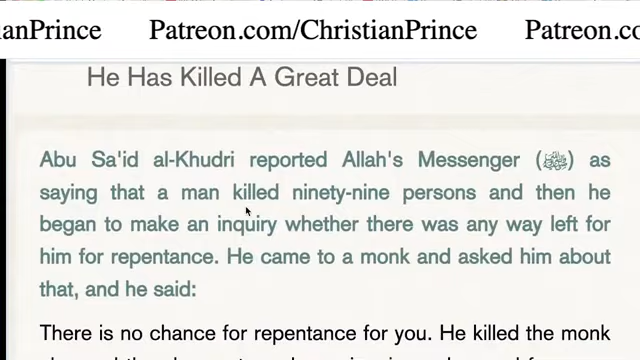 anPrince Patreon.com/ChristianPrince Patreon.co
He Has Killed A Great Deal
Abu Sa'id al-Khudri reported Allah's Messenger (ﷺ) as
saying that a man killed ninety-nine persons and then he
began to make an inquiry whether there was any way left for
him for repentance. He came to a monk and asked him about
that, and he said:
There is no chance for repentance for you. He killed the monk